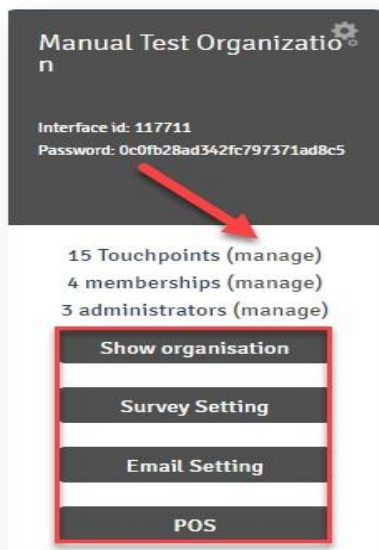 Manual Test Organizatio
n
Interface id: 117711
Password: 0c0fb28ad342fc797371ad8c5
15 Touchpoints (manage)
4 memberships (manage)
3 administrators (manage)
Show organisation
Survey Setting
Email Setting
POS